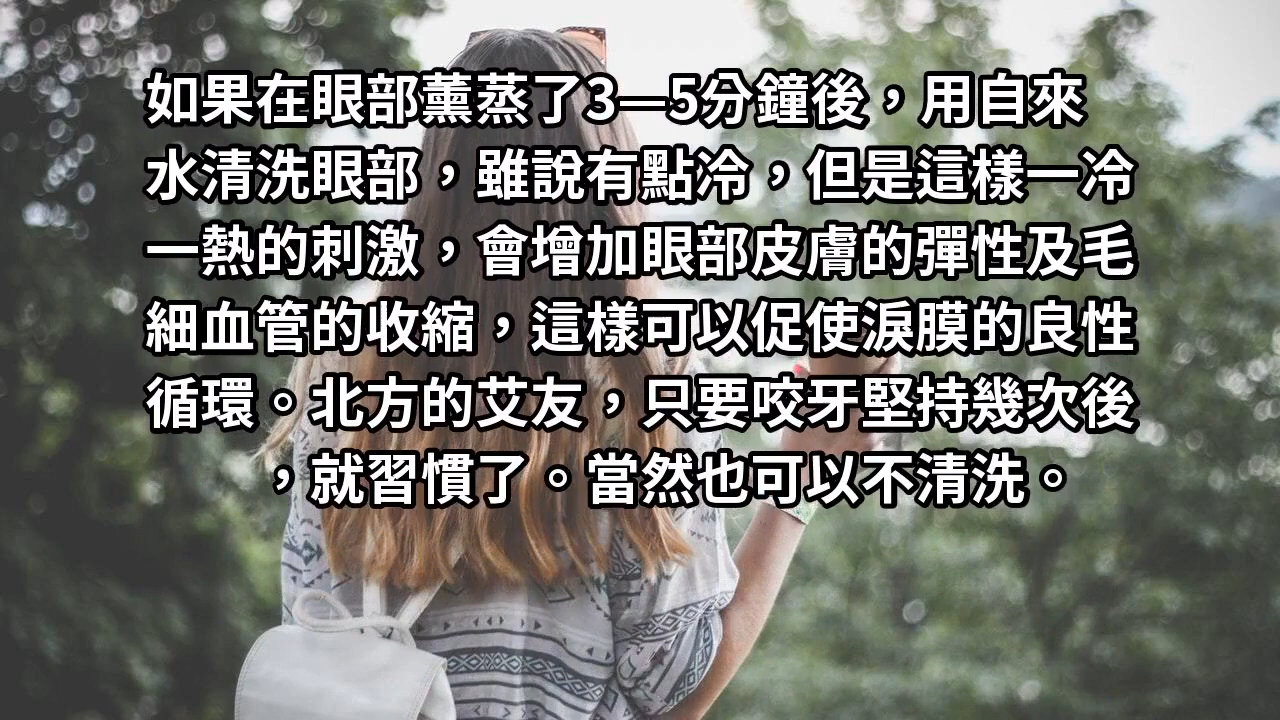 如果在眼部薰蒸了3—5分鐘後，用自來
水清洗眼部，雖說有點冷，但是這樣一冷
一熱的刺激，會增加眼部皮膚的彈性及毛
細血管的收縮，這樣可以促使淚膜的良性
循環。北方的艾友，只要咬牙堅持幾次後
，就習慣了。當然也可以不清洗。